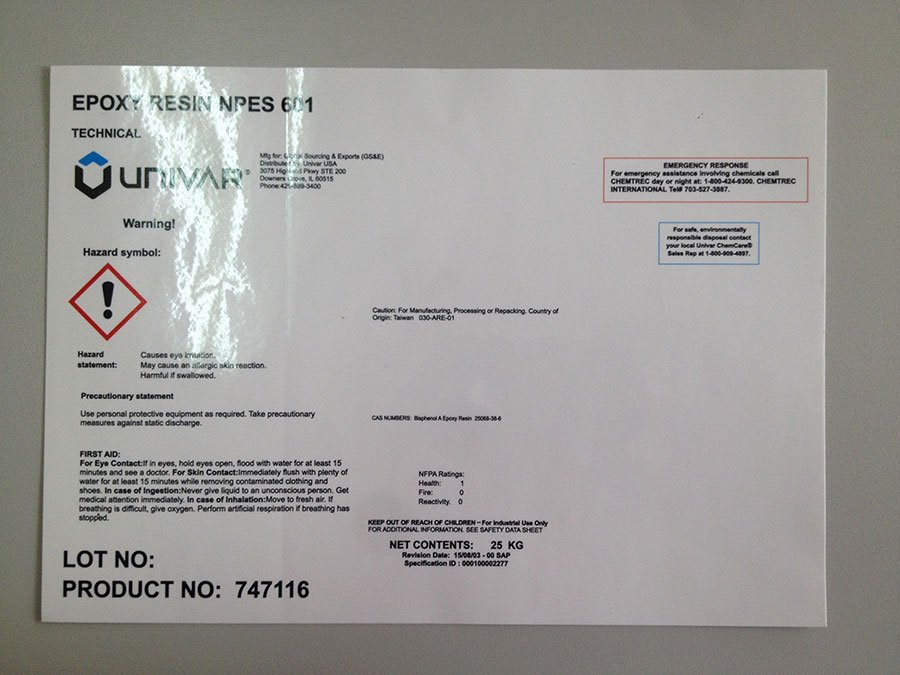 EPOXY RESIN NPES 601
TECHNICAL
UNIVAR®
Mfg for: Global Sourcing & Exports (GS&E)
Distributed by: Univar USA
3075 Highland Pkwy STE 200
Downers Grove, IL 60515
Phone:425-889-3400
EMERGENCY RESPONSE
For emergency assistance involving chemicals call
CHEMTREC day or night at: 1-800-424-9300. CHEMTREC
INTERNATIONAL Tel# 703-527-3887.
For safe, environmentally
responsible disposal contact
your local Univar ChemCare®
Sales Rep at 1-800-909-4897.
Warning!
Hazard symbol:
Caution: For Manufacturing, Processing or Repacking. Country of
Origin: Taiwan 030-ARE-01
Hazard
statement:
Causes eye irritation.
May cause an allergic skin reaction.
Harmful if swallowed.
Precautionary statement
Use personal protective equipment as required. Take precautionary
measures against static discharge.
CAS NUMBERS: Bisphenol A Epoxy Resin 25068-38-6
FIRST AID:
For Eye Contact:If in eyes, hold eyes open, flood with water for at least 15
minutes and see a doctor. For Skin Contact:Immediately flush with plenty of
water for at least 15 minutes while removing contaminated clothing and
shoes. In case of Ingestion:Never give liquid to an unconscious person. Get
medical attention immediately. In case of Inhalation:Move to fresh air. If
breathing is difficult, give oxygen. Perform artificial respiration if breathing has
stopped.
NFPA Ratings:
Health: 1
Fire: 0
Reactivity. 0
KEEP OUT OF REACH OF CHILDREN–For Industrial Use Only
FOR ADDITIONAL INFORMATION. SEE SAFETY DATA SHEET
NET CONTENTS: 25 KG
Revision Date: 15/08/03 - 00 SAP
Specification ID : 000100002277
LOT NO:
PRODUCT NO: 747116